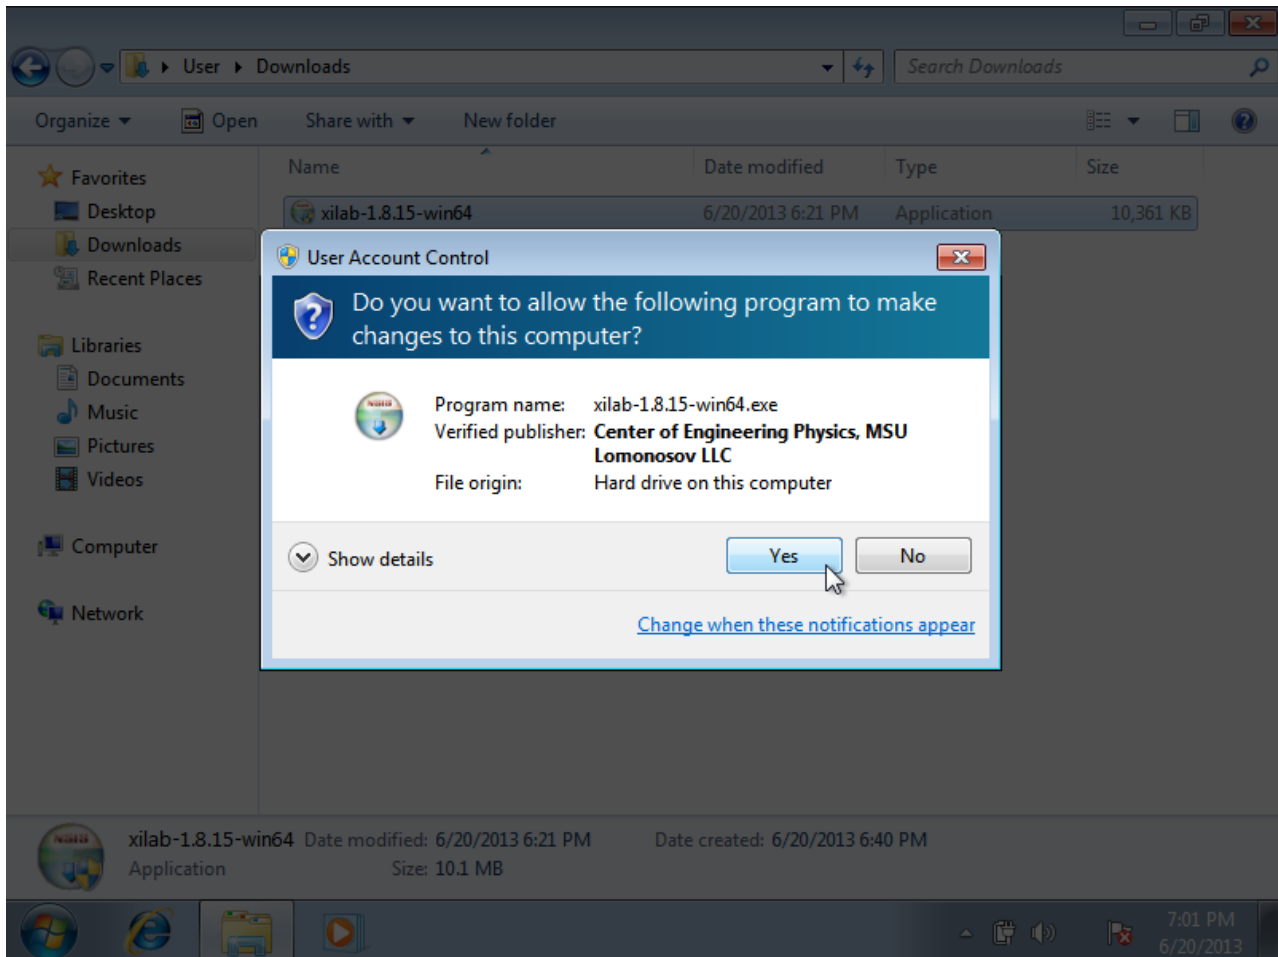 User Downloads
Search Downloads
Organize Open Share with New folder
Name Date modified Type Size
Favorites
Desktop
Downloads
Recent Places
Libraries
Documents
Music
Pictures
Videos
Computer
Network
xilab-1.8.15-win64 6/20/2013 6:21 PM Application 10,361 KB
User Account Control
Do you want to allow the following program to make
changes to this computer?
Program name: xilab-1.8.15-win64.exe
Verified publisher: Center of Engineering Physics, MSU
Lomonosov LLC
File origin: Hard drive on this computer
Show details
Yes No
Change when these notifications appear
NSIS
xilab-1.8.15-win64 Date modified: 6/20/2013 6:21 PM Date created: 6/20/2013 6:40 PM
Application Size: 10.1 MB
7:01 PM
6/20/2013